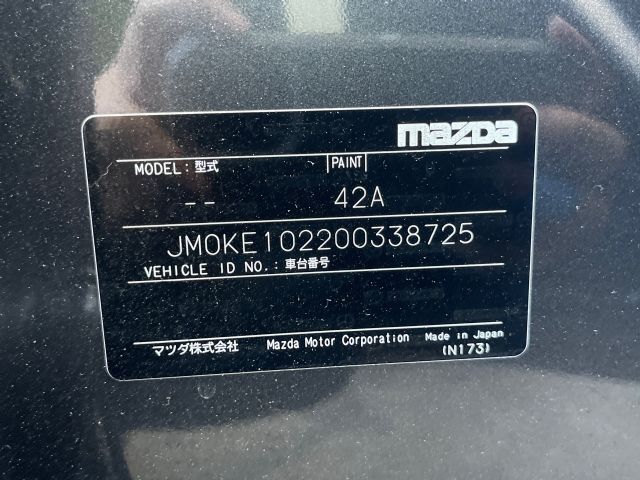 mazDa
MODEL: 型式 PAINT
-- 42A
JM0KE102200338725
VEHICLE ID NO.: 車台番号
マツダ株式会社 Mazda Motor Corporation Made in Japan
(N173)